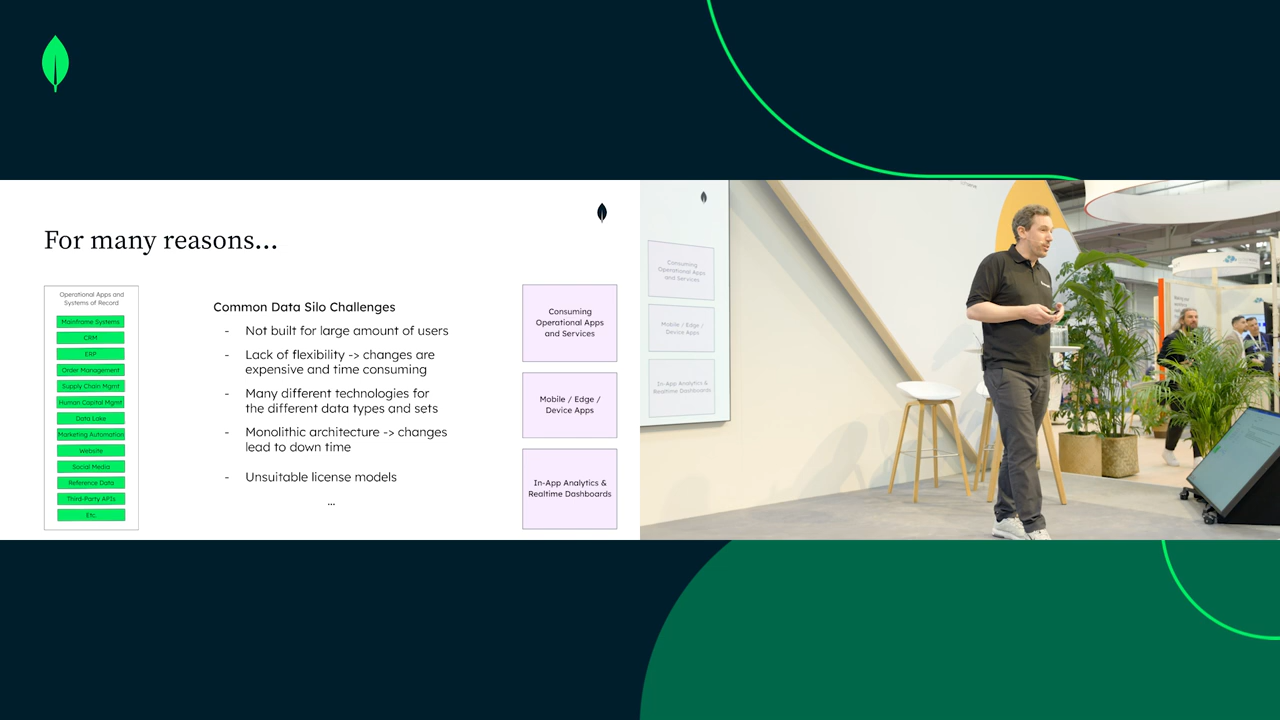 For many reasons...
Operational Apps and
Systems of Record
Mainframe Systems
CRM
ERP
Order Management
Supply Chain Mgmt
Human Capital Mgmt
Data Lake
Marketing Automation
Website
Social Media
Reference Data
Third-Party APIs
Etc.
Common Data Silo Challenges
- Not built for large amount of users
- Lack of flexibility -> changes are
expensive and time consuming
- Many different technologies for
the different data types and sets
- Monolithic architecture -> changes
lead to down time
- Unsuitable license models
...
Consuming
Operational Apps
and Services
Mobile / Edge /
Device Apps
In-App Analytics &
Realtime Dashboards
Consuming
Operational Apps
and Services
Mobile / Edge /
Device Apps
In-App Analytics &
Realtime Dashboards